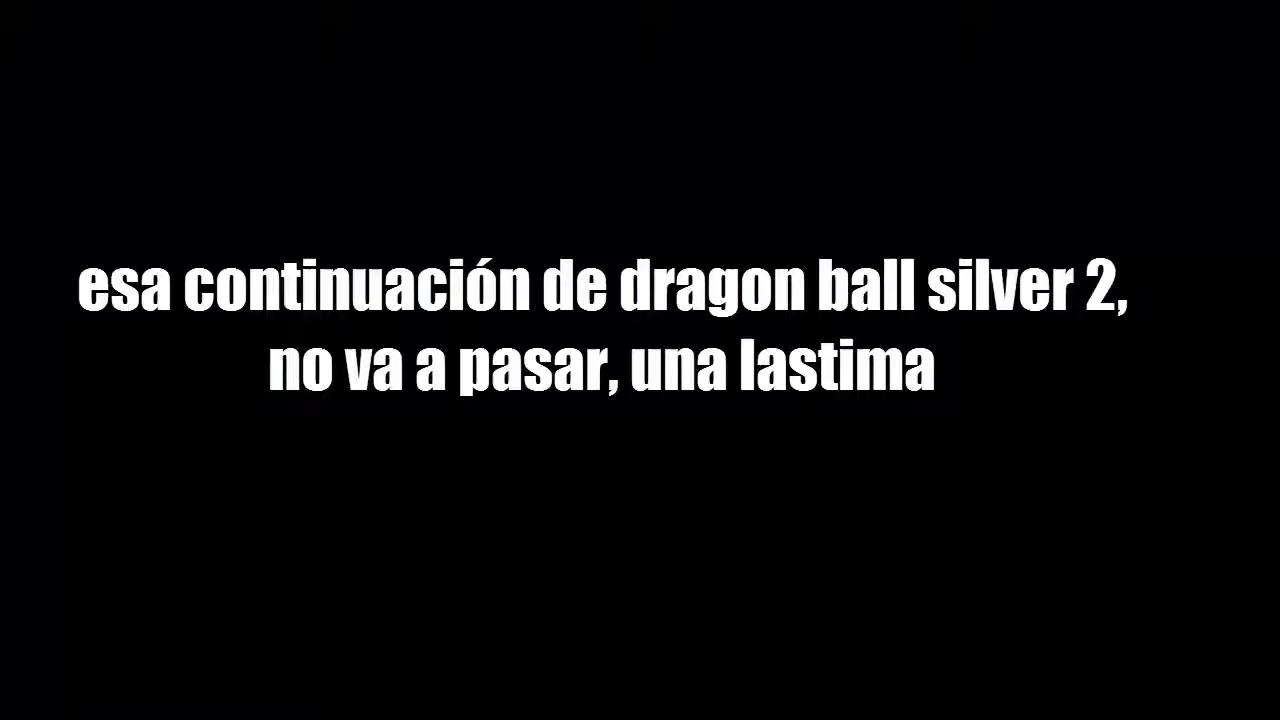 esa continuación de dragon ball silver 2,
no va a pasar, una lastima